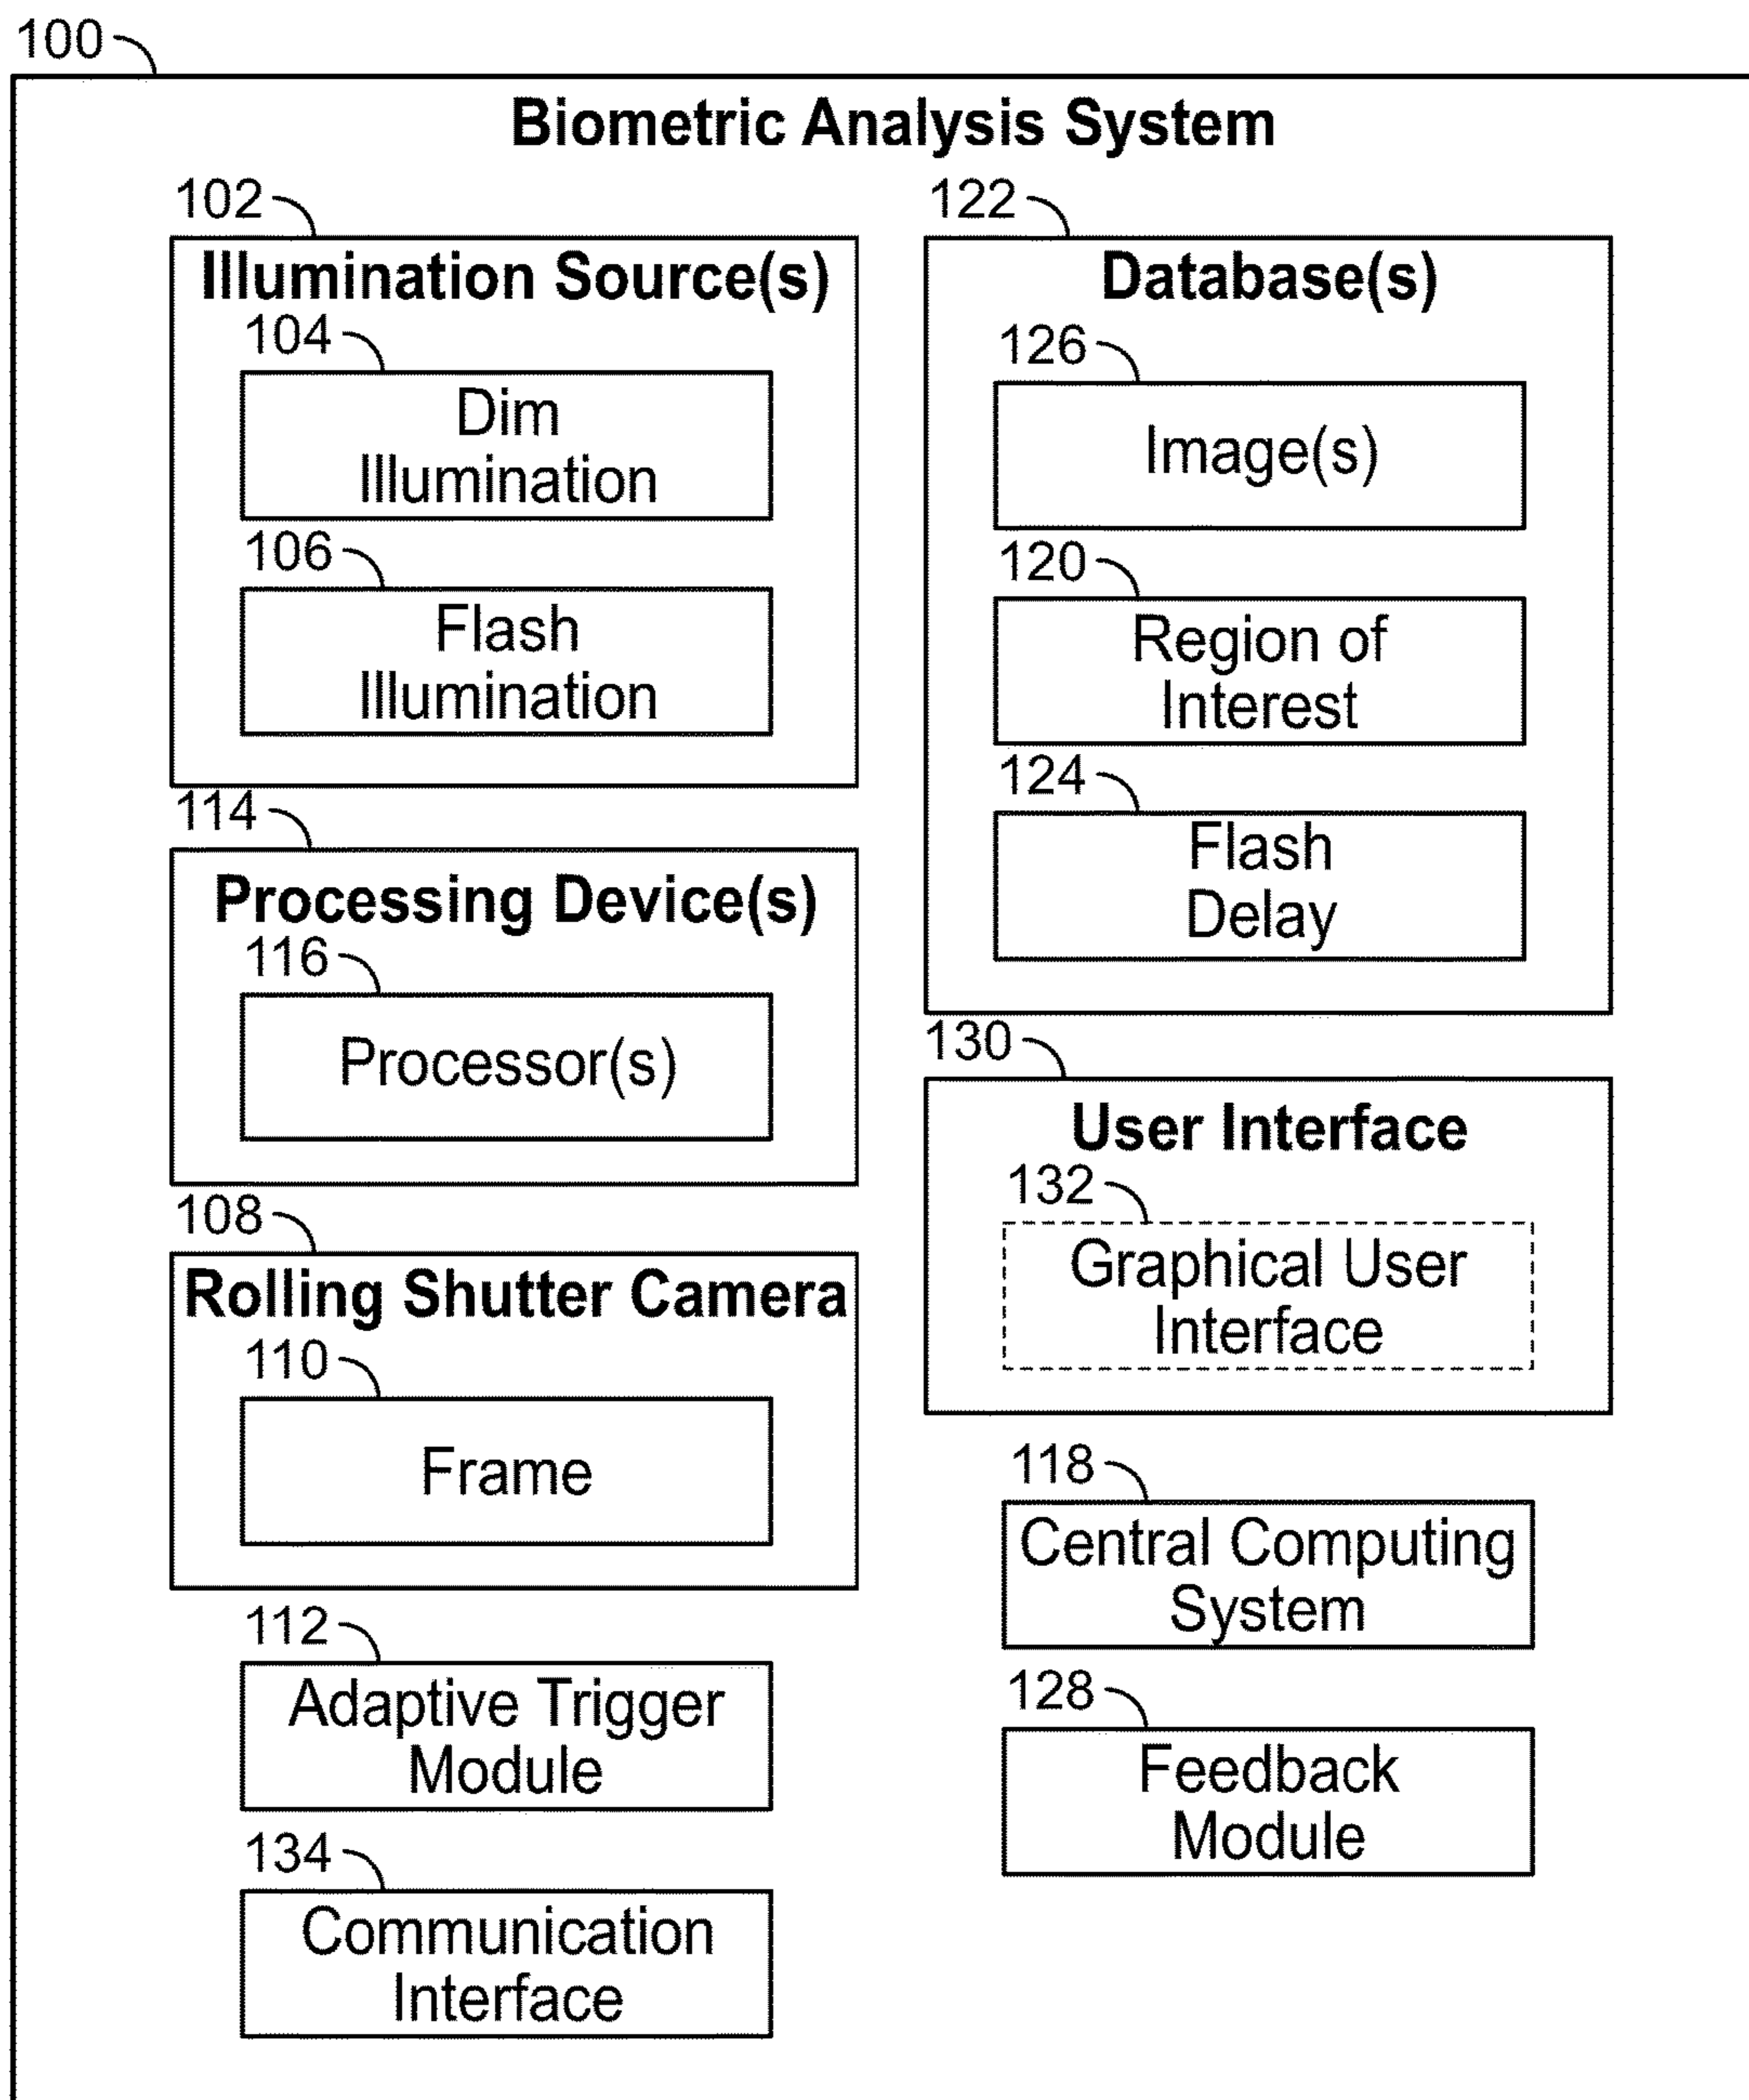 100
Biometric Analysis System
102
Illumination Source(s)
104
Dim
Illumination
106
Flash
Illumination
114
Processing Device(s)
116
Processor(s)
108
Rolling Shutter Camera
110
Frame
112
Adaptive Trigger
Module
134
Communication
Interface
122
Database(s)
126
Image(s)
120
Region of
Interest
124
Flash
Delay
130
User Interface
132
Graphical User
Interface
118
Central Computing
System
128
Feedback
Module